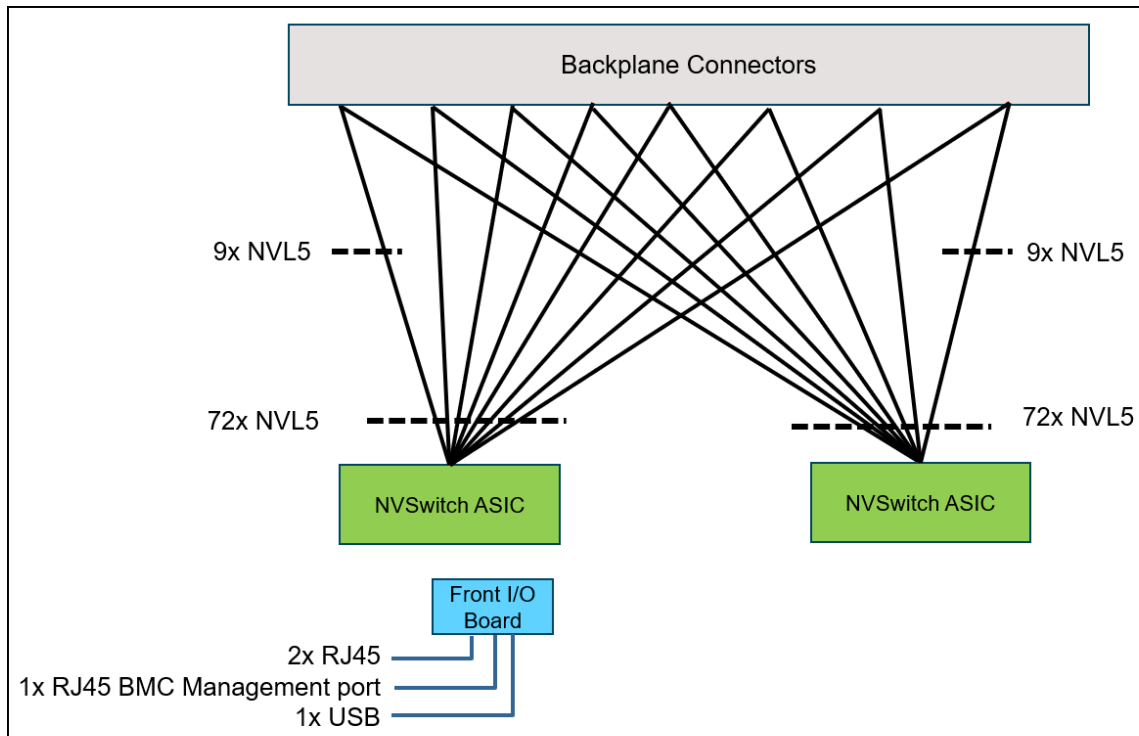 Backplane Connectors
9x NVL5
9x NVL5
72x NVL5
72x NVL5
NVSwitch ASIC
NVSwitch ASIC
Front I/O
Board
2x RJ45
1x RJ45 BMC Management port
1x USB